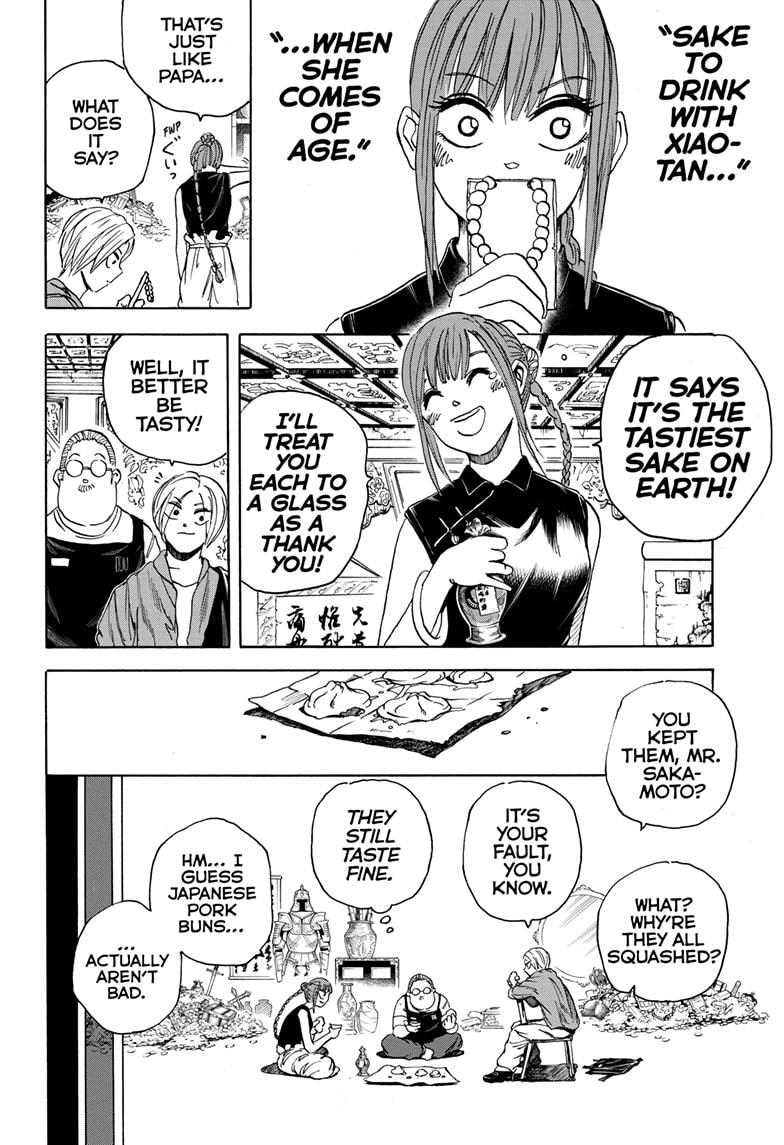 "SAKE
TO
DRINK
WITH
XIAO-
TAN..."
"...WHEN
SHE
COMES
OF
AGE."
THAT'S
JUST
LIKE
PAPA...
FWP
ぐいっ
WHAT
DOES
IT
SAY?
IT SAYS
IT'S THE
TASTIEST
SAKE ON
EARTH!
I'LL
TREAT
YOU
EACH TO
A GLASS
AS A
THANK
YOU!
WELL, IT
BETTER
BE
TASTY!
YOU
KEPT
THEM, MR.
SAKA-
MOTO?
WHAT?
WHY'RE
THEY ALL
SQUASHED?
IT'S
YOUR
FAULT,
YOU
KNOW.
THEY
STILL
TASTE
FINE.
HM... I
GUESS
JAPANESE
PORK
BUNS...
...
ACTUALLY
AREN'T
BAD.